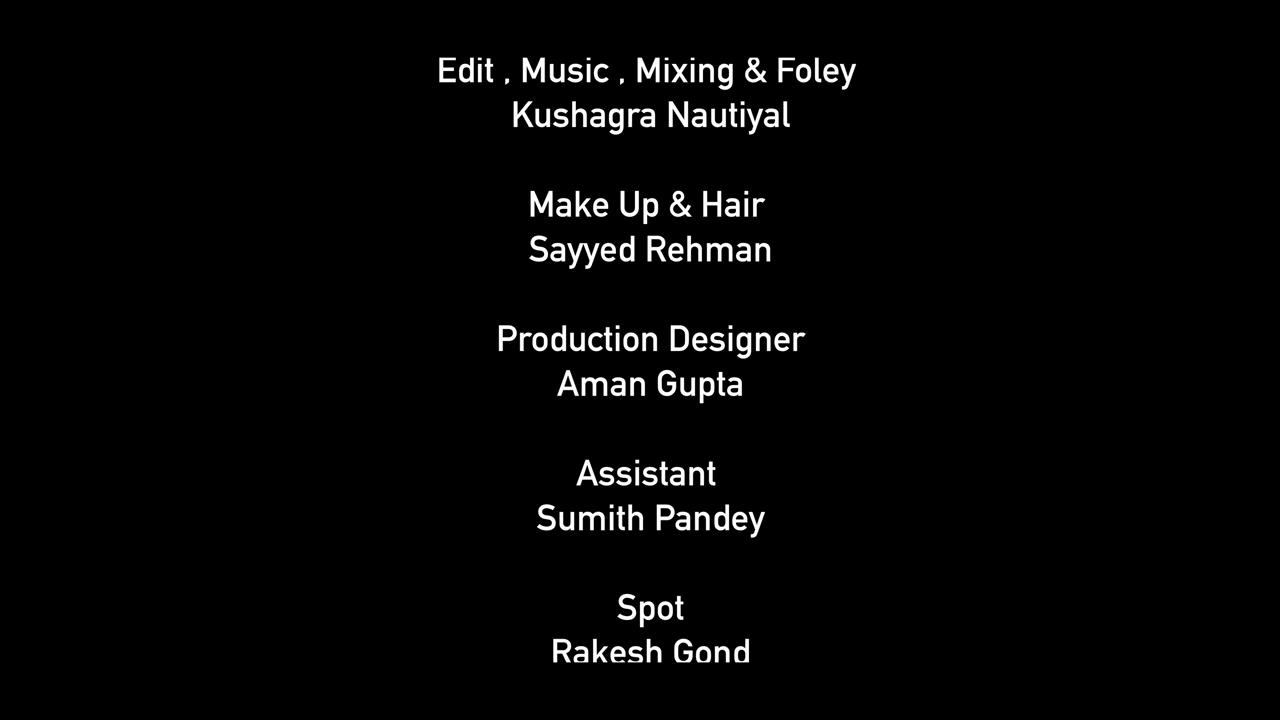 Edit , Music , Mixing & Foley
Kushagra Nautiyal
Make Up & Hair
Sayyed Rehman
Production Designer
Aman Gupta
Assistant
Sumith Pandey
Spot
Rakesh Gond